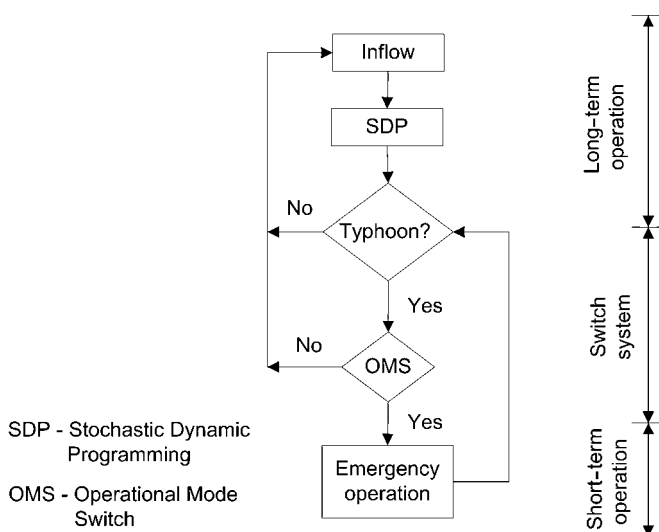 Inflow
SDP
Typhoon?
No
Yes
OMS
No
Yes
Emergency
operation
SDP - Stochastic Dynamic
Programming
OMS - Operational Mode
Switch
Long-term
operation
Switch
system
Short-term
operation